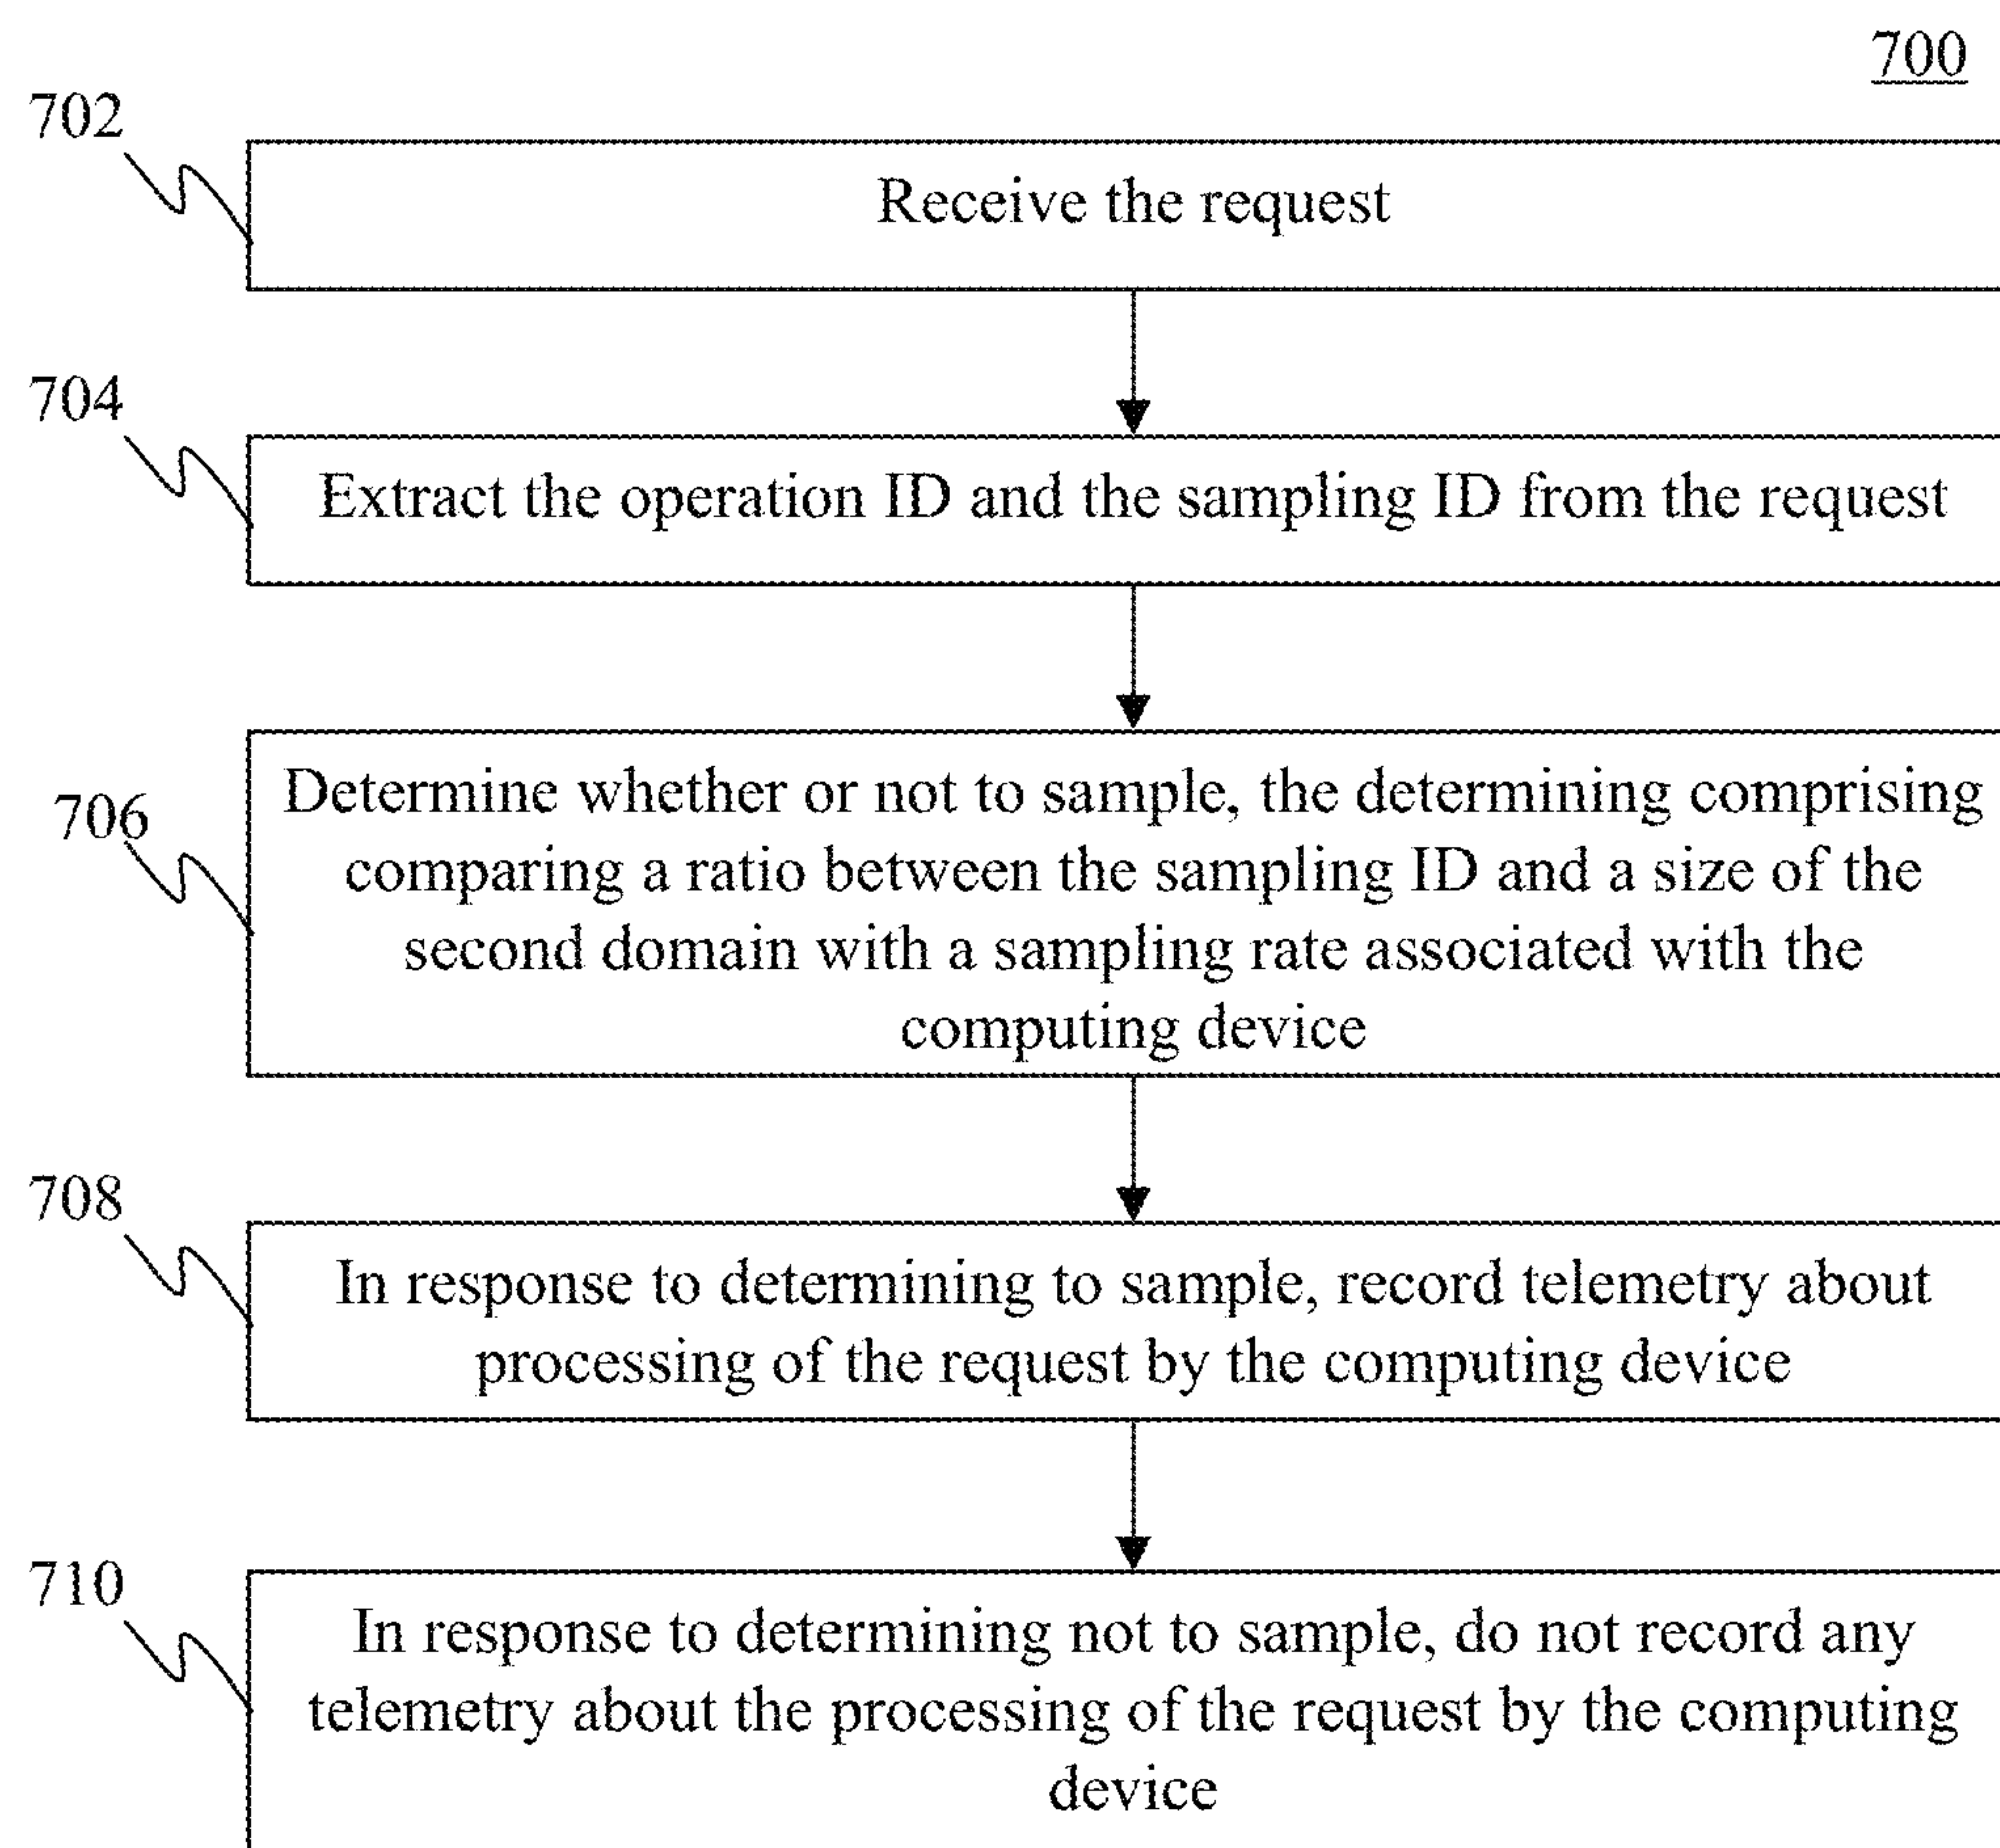 700
702
Receive the request
704
Extract the operation ID and the sampling ID from the request
706
Determine whether or not to sample, the determining comprising
comparing a ratio between the sampling ID and a size of the
second domain with a sampling rate associated with the
computing device
708
In response to determining to sample, record telemetry about
processing of the request by the computing device
710
In response to determining not to sample, do not record any
telemetry about the processing of the request by the computing
device